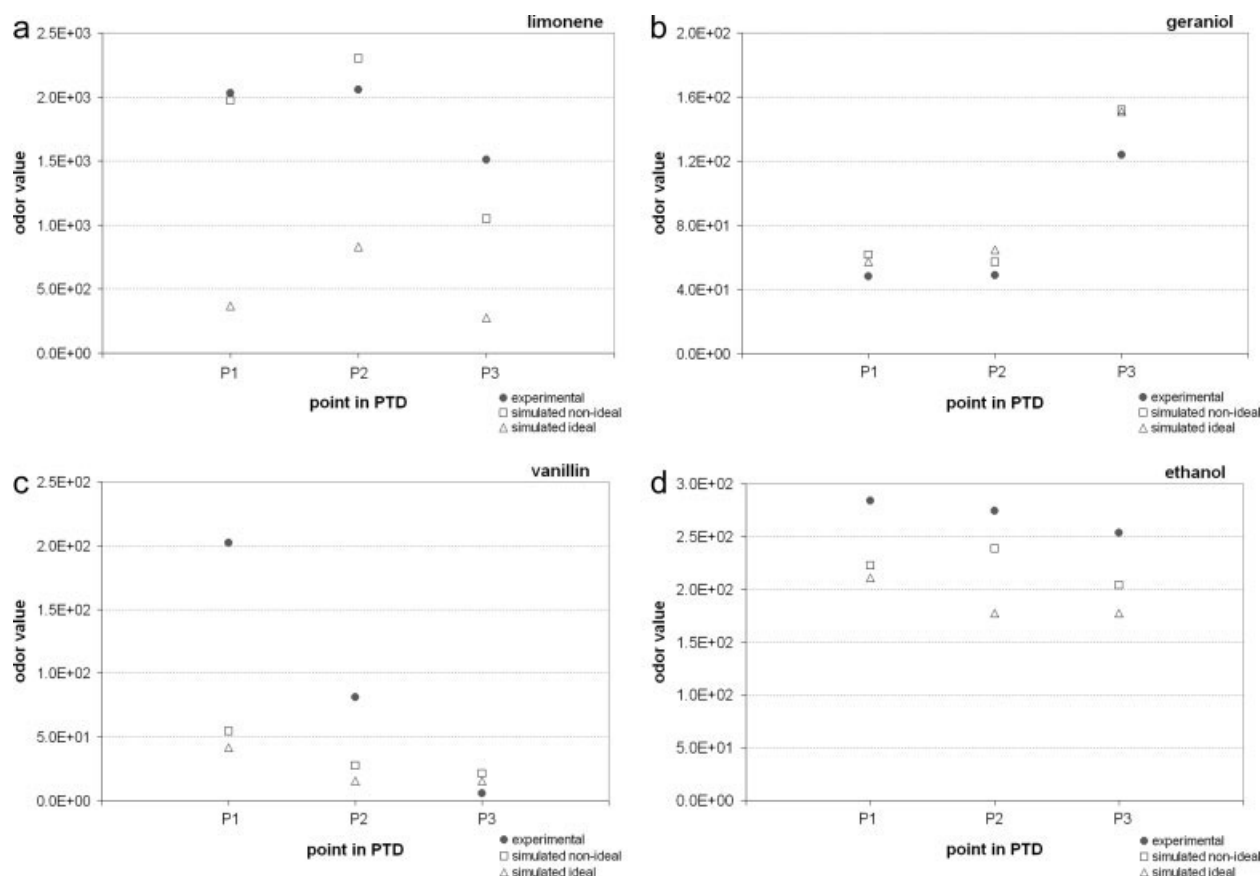 a
limonene
2.5E+03
2.0E+03
1.5E+03
1.0E+03
5.0E+02
0.0E+00
odor value
P1 P2 P3
point in PTD
experimental
simulated non-ideal
simulated ideal
b
geraniol
2.0E+02
1.6E+02
1.2E+02
8.0E+01
4.0E+01
0.0E+00
odor value
P1 P2 P3
point in PTD
experimental
simulated non-ideal
simulated ideal
c
vanillin
2.5E+02
2.0E+02
1.5E+02
1.0E+02
5.0E+01
0.0E+00
odor value
P1 P2 P3
point in PTD
experimental
simulated non-ideal
simulated ideal
d
ethanol
3.0E+02
2.5E+02
2.0E+02
1.5E+02
1.0E+02
5.0E+01
0.0E+00
odor value
P1 P2 P3
point in PTD
experimental
simulated non-ideal
simulated ideal